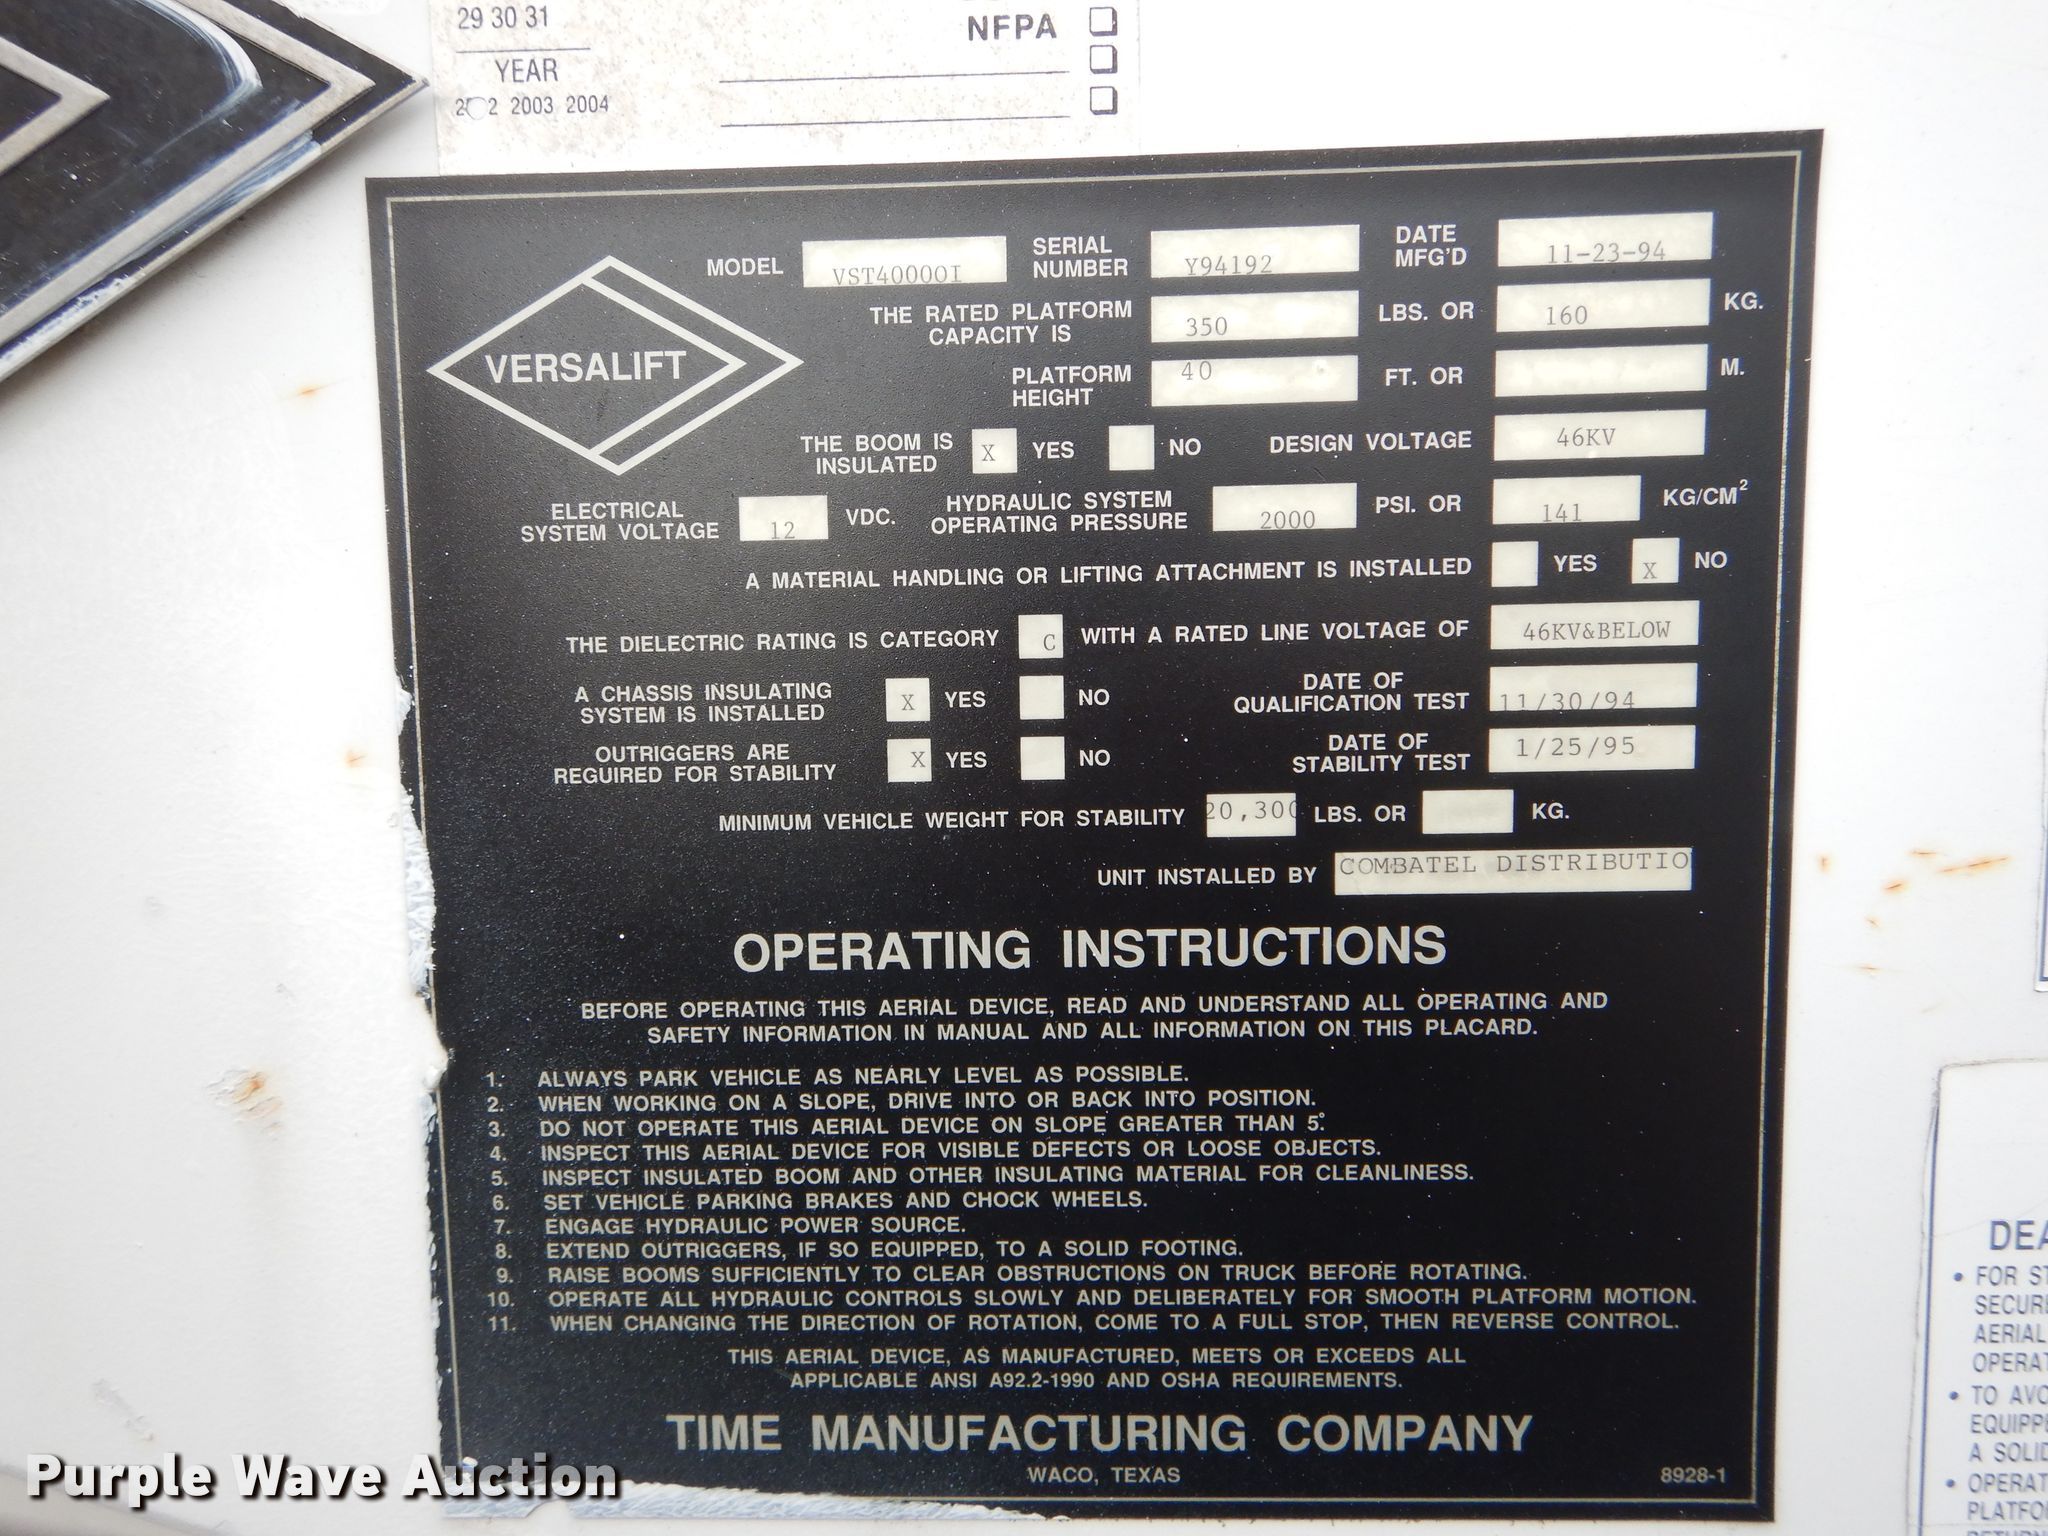 29 30 31
NFPA
YEAR
2003 2004
VERSALIFT
MODEL VST4000OI SERIAL NUMBER Y94192 DATE MFG'D 11-23-94
THE RATED PLATFORM CAPACITY IS 350 LBS. OR 160 KG.
PLATFORM HEIGHT 40 FT. OR M.
THE BOOM IS INSULATED X YES NO DESIGN VOLTAGE 46KV
ELECTRICAL SYSTEM VOLTAGE 12 VDC. HYDRAULIC SYSTEM OPERATING PRESSURE 2000 PSI. OR 141 KG/CM²
A MATERIAL HANDLING OR LIFTING ATTACHMENT IS INSTALLED YES X NO
THE DIELECTRIC RATING IS CATEGORY C WITH A RATED LINE VOLTAGE OF 46KV&BELOW
A CHASSIS INSULATING SYSTEM IS INSTALLED X YES NO DATE OF QUALIFICATION TEST 11/30/94
OUTRIGGERS ARE REGUIRED FOR STABILITY X YES NO DATE OF STABILITY TEST 1/25/95
MINIMUM VEHICLE WEIGHT FOR STABILITY 20,300 LBS. OR KG.
UNIT INSTALLED BY COMBATEL DISTRIBUTIO
OPERATING INSTRUCTIONS
BEFORE OPERATING THIS AERIAL DEVICE, READ AND UNDERSTAND ALL OPERATING AND
SAFETY INFORMATION IN MANUAL AND ALL INFORMATION ON THIS PLACARD.
1. ALWAYS PARK VEHICLE AS NEARLY LEVEL AS POSSIBLE.
2. WHEN WORKING ON A SLOPE, DRIVE INTO OR BACK INTO POSITION.
3. DO NOT OPERATE THIS AERIAL DEVICE ON SLOPE GREATER THAN 5°.
4. INSPECT THIS AERIAL DEVICE FOR VISIBLE DEFECTS OR LOOSE OBJECTS.
5. INSPECT INSULATED BOOM AND OTHER INSULATING MATERIAL FOR CLEANLINESS.
6. SET VEHICLE PARKING BRAKES AND CHOCK WHEELS.
7. ENGAGE HYDRAULIC POWER SOURCE.
8. EXTEND OUTRIGGERS, IF SO EQUIPPED, TO A SOLID FOOTING.
9. RAISE BOOMS SUFFICIENTLY TO CLEAR OBSTRUCTIONS ON TRUCK BEFORE ROTATING.
10. OPERATE ALL HYDRAULIC CONTROLS SLOWLY AND DELIBERATELY FOR SMOOTH PLATFORM MOTION.
11. WHEN CHANGING THE DIRECTION OF ROTATION, COME TO A FULL STOP, THEN REVERSE CONTROL.
THIS AERIAL DEVICE, AS MANUFACTURED, MEETS OR EXCEEDS ALL
APPLICABLE ANSI A92.2-1990 AND OSHA REQUIREMENTS.
TIME MANUFACTURING COMPANY
WACO, TEXAS
8928-1
DEA
• FOR ST
SECURE
AERIAL
OPERAT
• TO AVO
EQUIPPE
A SOLID
• OPERAT
PLATFO
Purple Wave Auction